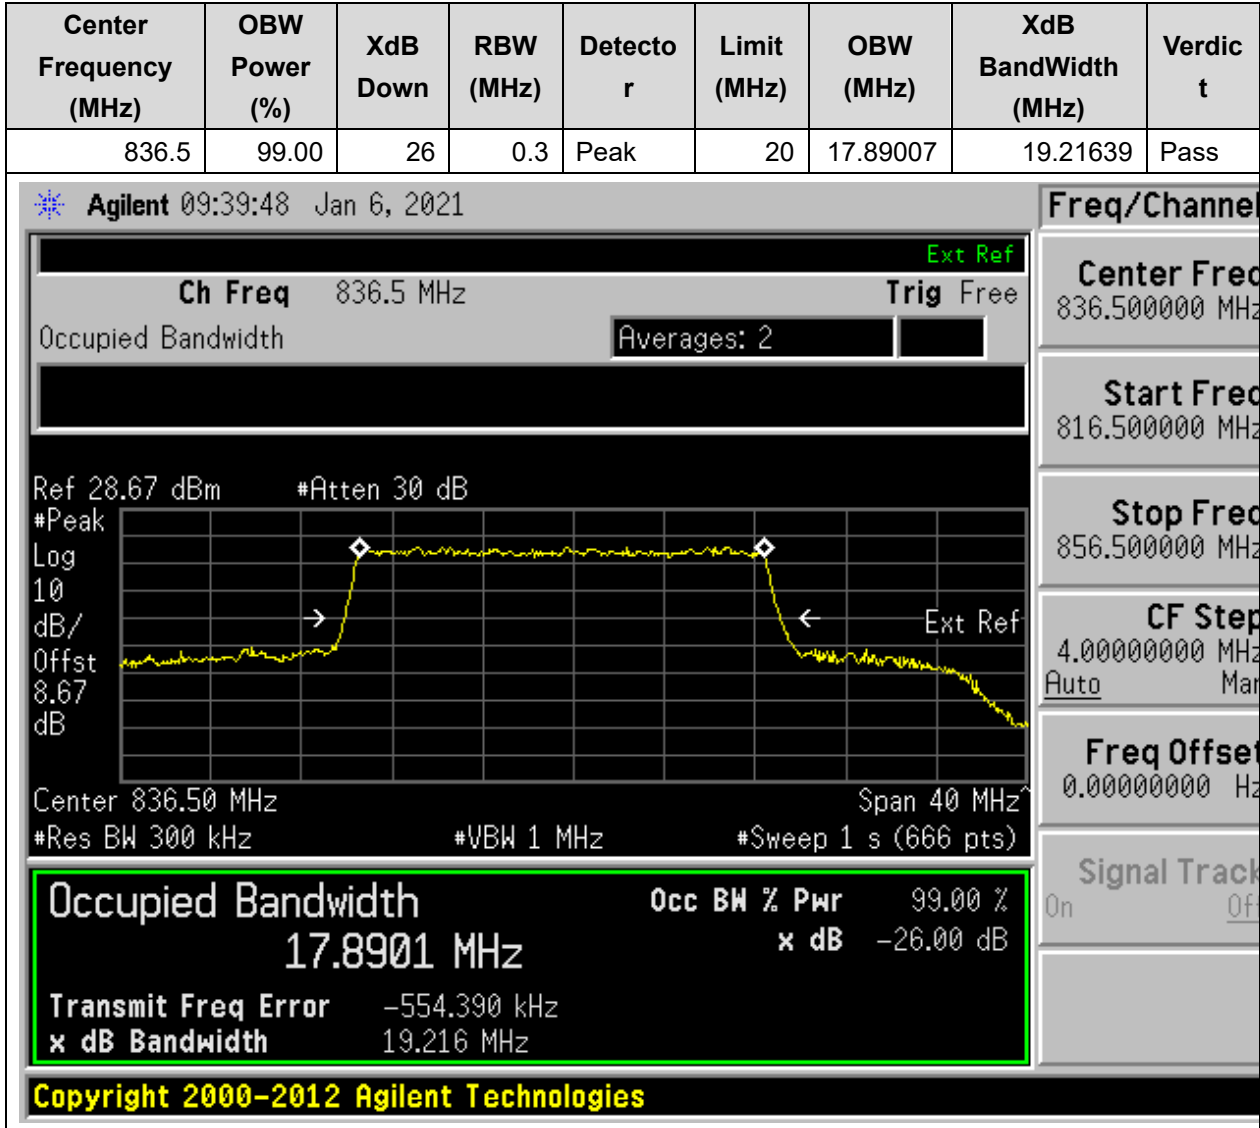 Center Frequency (MHz) OBW Power (%) XdB Down RBW (MHz) Detector Limit (MHz) OBW (MHz) XdB BandWidth (MHz) Verdict
836.5 99.00 26 0.3 Peak 20 17.89007 19.21639 Pass
Agilent 09:39:48 Jan 6, 2021
Freq/Channel
Ext Ref
Ch Freq 836.5 MHz Trig Free
Occupied Bandwidth Averages: 2
Center Freq
836.500000 MHz
Start Freq
816.500000 MHz
Stop Freq
856.500000 MHz
CF Step
4.00000000 MHz
Auto Man
Freq Offset
0.00000000 Hz
Signal Track
On Off
Ref 28.67 dBm #Atten 30 dB
#Peak
Log
10
dB/
Offst
8.67
dB
Ext Ref
Center 836.50 MHz Span 40 MHz^
#Res BW 300 kHz #VBW 1 MHz #Sweep 1 s (666 pts)
Occupied Bandwidth
17.8901 MHz
Occ BW % Pwr 99.00 %
x dB -26.00 dB
Transmit Freq Error -554.390 kHz
x dB Bandwidth 19.216 MHz
Copyright 2000-2012 Agilent Technologies